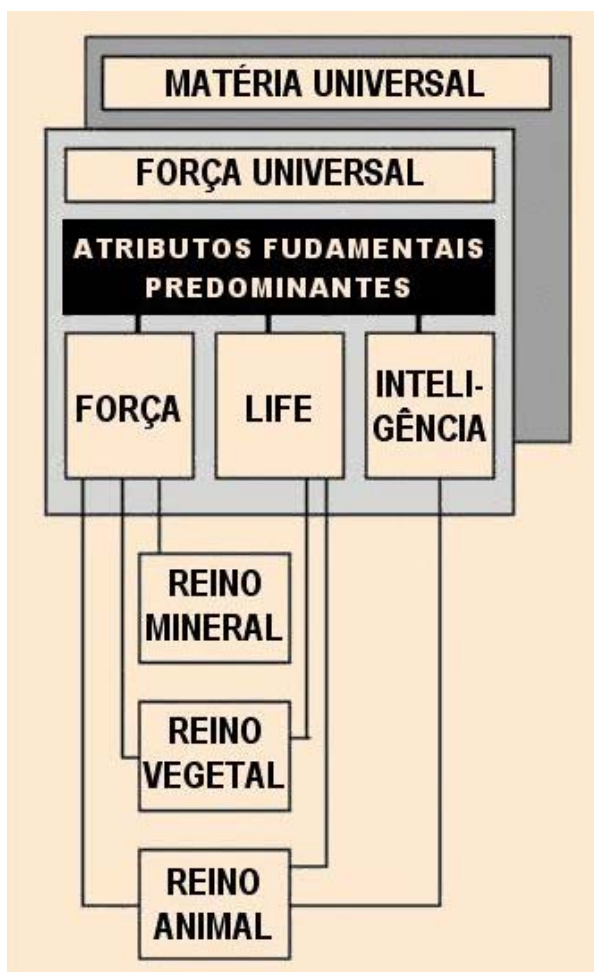 MATÉRIA UNIVERSAL
FORÇA UNIVERSAL
ATRIBUTOS FUDAMENTAIS
PREDOMINANTES
FORÇA
LIFE
INTELI-
GÊNCIA
REINO
MINERAL
REINO
VEGETAL
REINO
ANIMAL